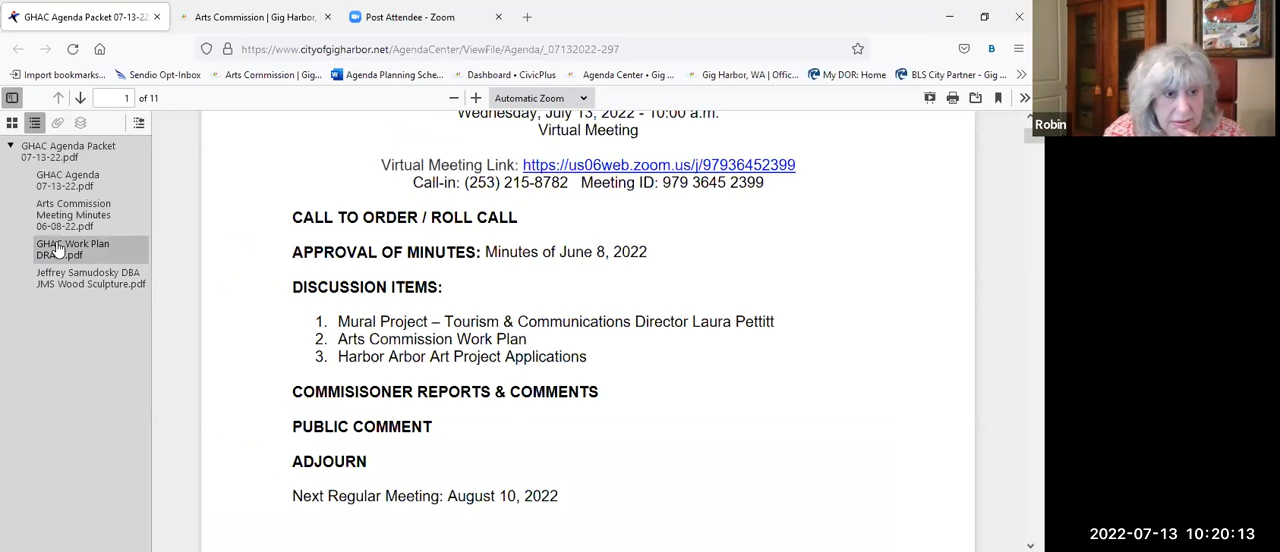 GHAC Agenda Packet 07-13-22.
Arts Commission | Gig Harbor,
Post Attendee - Zoom
https://www.cityofgigharbor.net/AgendaCenter/ViewFile/Agenda/_07132022-297
B
Import bookmarks...
Sendio Opt-Inbox
Arts Commission | Gig...
Agenda Planning Sche...
Dashboard • CivicPlus
Agenda Center • Gig ...
Gig Harbor, WA | Offic...
My DOR: Home
BLS City Partner - Gig ...
1 of 11
Automatic Zoom
GHAC Agenda Packet
07-13-22.pdf
GHAC Agenda
07-13-22.pdf
Arts Commission
Meeting Minutes
06-08-22.pdf
GHAC Work Plan
.pdf
Jeffrey Samudosky DBA
JMS Wood Sculpture.pdf
Wednesday, July 13, 2022 - 10:00 a.m.
Virtual Meeting
Virtual Meeting Link: https://us06web.zoom.us/j/97936452399
Call-in: (253) 215-8782 Meeting ID: 979 3645 2399
CALL TO ORDER / ROLL CALL
APPROVAL OF MINUTES: Minutes of June 8, 2022
DISCUSSION ITEMS:
1. Mural Project – Tourism & Communications Director Laura Pettitt
2. Arts Commission Work Plan
3. Harbor Arbor Art Project Applications
COMMISISONER REPORTS & COMMENTS
PUBLIC COMMENT
ADJOURN
Next Regular Meeting: August 10, 2022
Robin
2022-07-13 10:20:13